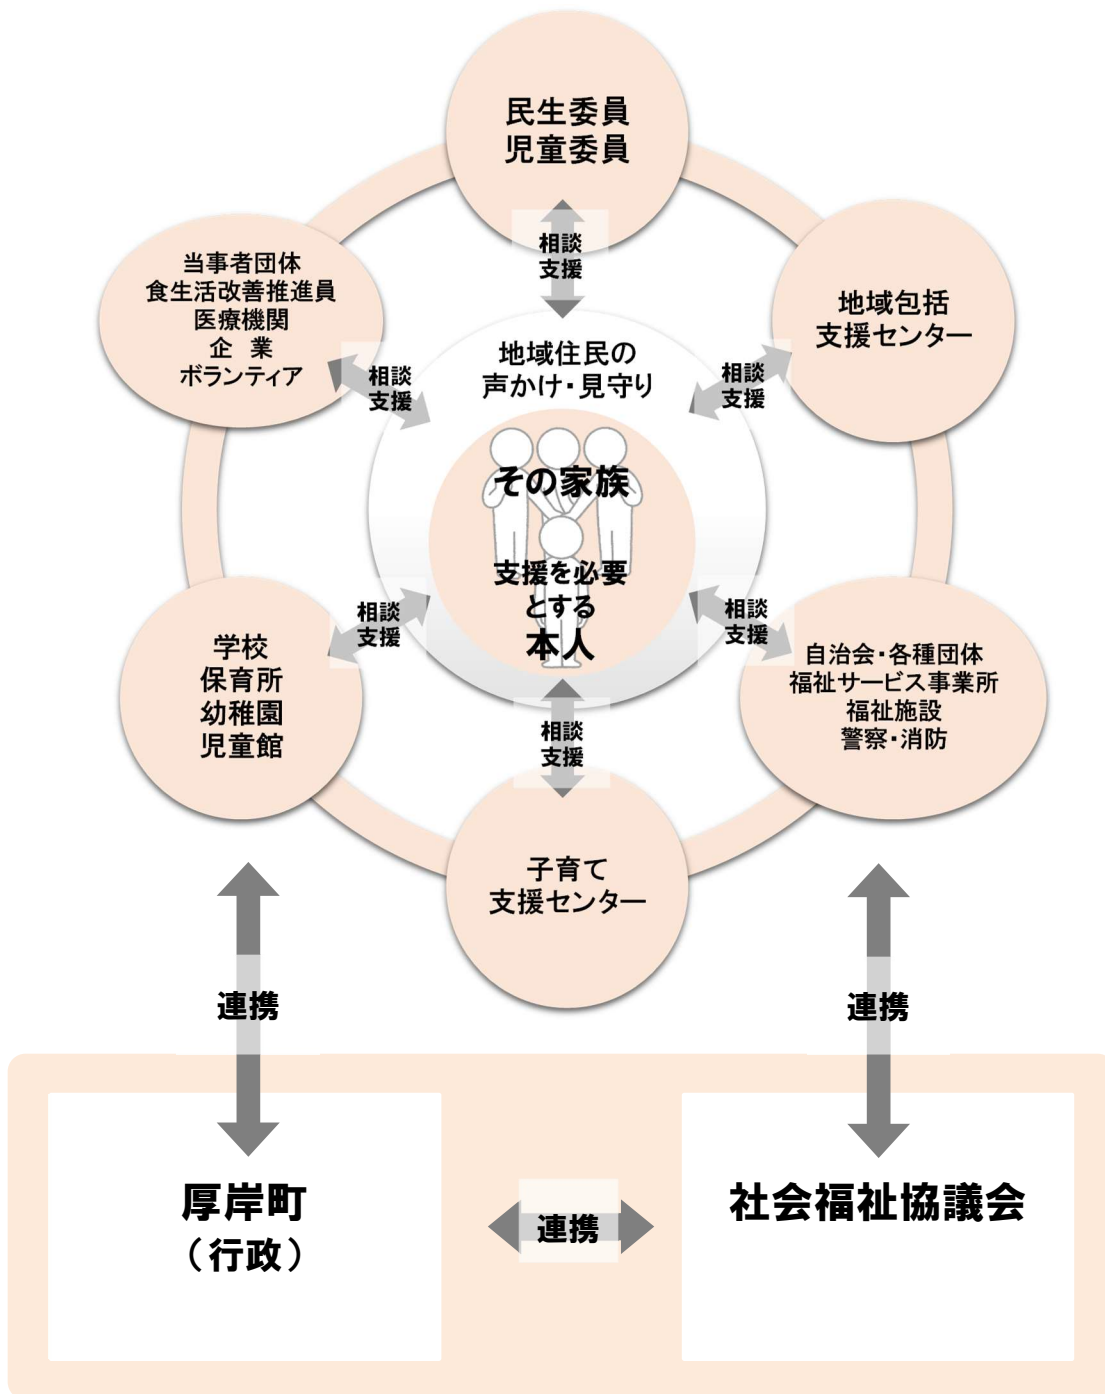 民生委員
児童委員
相談
支援
当事者団体
食生活改善推進員
医療機関
企　業
ボランティア
相談
支援
地域包括
支援センター
相談
支援
地域住民の
声かけ・見守り
その家族
支援を必要
とする
本人
学校
保育所
幼稚園
児童館
相談
支援
自治会・各種団体
福祉サービス事業所
福祉施設
警察・消防
相談
支援
相談
支援
子育て
支援センター
連携
連携
厚岸町
（行政）
連携
社会福祉協議会